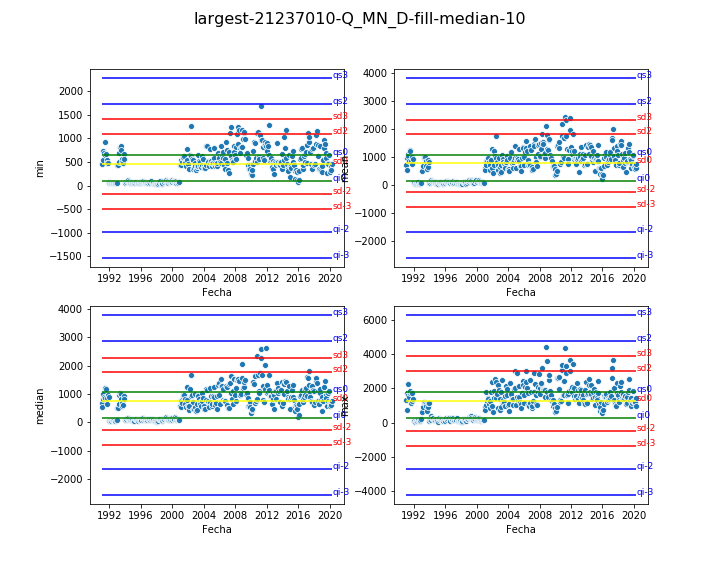 largest-21237010-Q_MN_D-fill-median-10
min
2000
1500
1000
500
0
−500
−1000
−1500
qs3
qs2
sd3
sd2
qs0
sd0
qi0
sd-2
sd-3
qi-2
qi-3
1992 1996 2000 2004 2008 2012 2016 2020
Fecha
mean
4000
3000
2000
1000
0
−1000
−2000
qs3
qs2
sd3
sd2
qs0
sd0
qi0
sd-2
sd-3
qi-2
qi-3
1992 1996 2000 2004 2008 2012 2016 2020
Fecha
median
4000
3000
2000
1000
0
−1000
−2000
qs3
qs2
sd3
sd2
qs0
sd0
qi0
sd-2
sd-3
qi-2
qi-3
1992 1996 2000 2004 2008 2012 2016 2020
Fecha
max
6000
4000
2000
0
−2000
−4000
qs3
qs2
sd3
sd2
qs0
sd0
qi0
sd-2
sd-3
qi-2
qi-3
1992 1996 2000 2004 2008 2012 2016 2020
Fecha